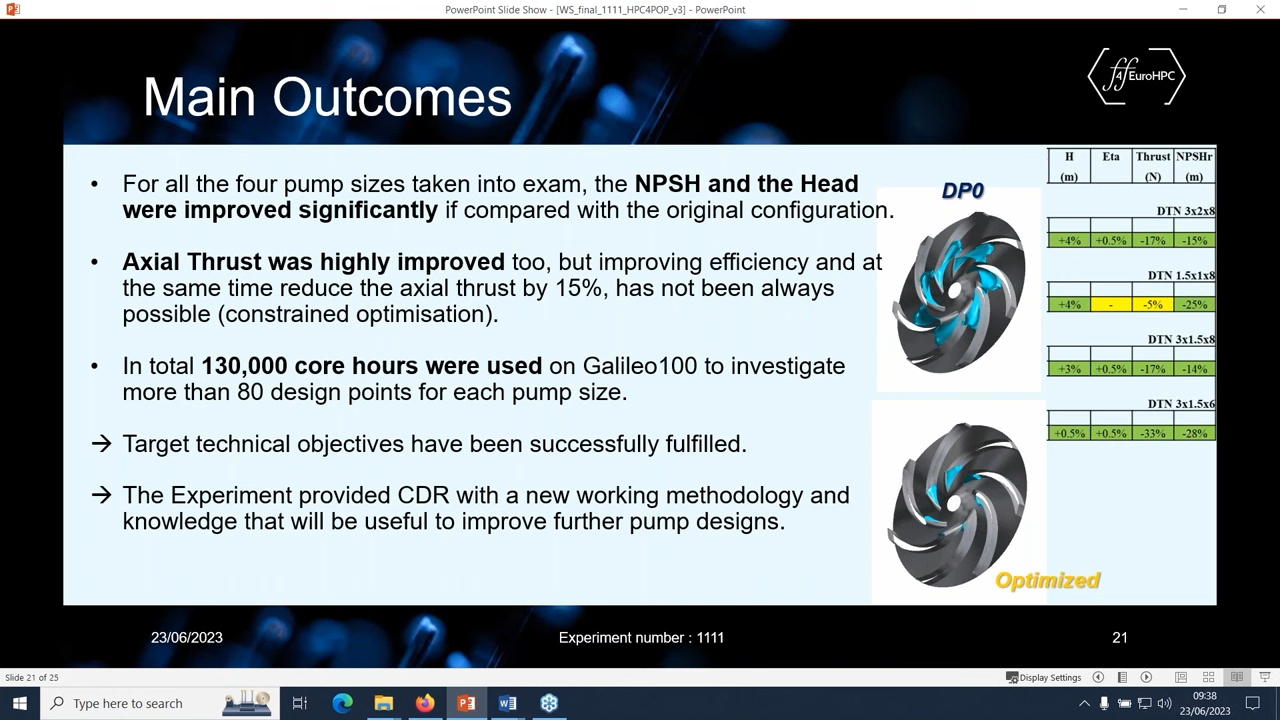 PowerPoint Slide Show - [WS_final_1111_HPC4POP_v3] - PowerPoint
Main Outcomes
ff4EuroHPC
• For all the four pump sizes taken into exam, the NPSH and the Head
were improved significantly if compared with the original configuration.
• Axial Thrust was highly improved too, but improving efficiency and at
the same time reduce the axial thrust by 15%, has not been always
possible (constrained optimisation).
• In total 130,000 core hours were used on Galileo100 to investigate
more than 80 design points for each pump size.
→ Target technical objectives have been successfully fulfilled.
→ The Experiment provided CDR with a new working methodology and
knowledge that will be useful to improve further pump designs.
DP0
Optimized
H Eta Thrust NPSHr
(m) (N) (m)
DTN 3x2x8
+4% +0.5% -17% -15%
DTN 1.5x1x8
+4% - -5% -25%
DTN 3x1.5x8
+3% +0.5% -17% -14%
DTN 3x1.5x6
+0.5% +0.5% -33% -28%
23/06/2023 Experiment number : 1111 21
Slide 21 of 25 Display Settings
Type here to search
09:38
23/06/2023